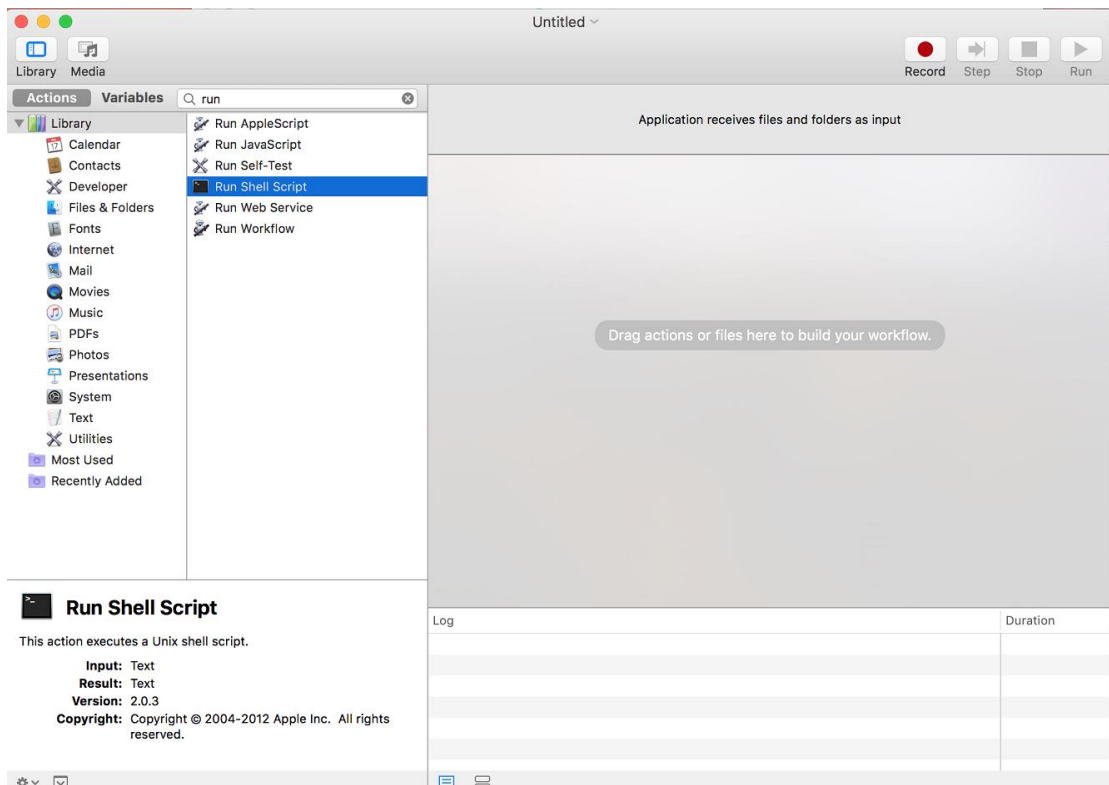 Untitled
Library Media
Record Step Stop Run
Actions Variables run
Application receives files and folders as input
Library
Calendar
Contacts
Developer
Files & Folders
Fonts
Internet
Mail
Movies
Music
PDFs
Photos
Presentations
System
Text
Utilities
Most Used
Recently Added
Run AppleScript
Run JavaScript
Run Self-Test
Run Shell Script
Run Web Service
Run Workflow
Drag actions or files here to build your workflow.
Run Shell Script
This action executes a Unix shell script.
Input: Text
Result: Text
Version: 2.0.3
Copyright: Copyright © 2004-2012 Apple Inc. All rights
reserved.
Log Duration